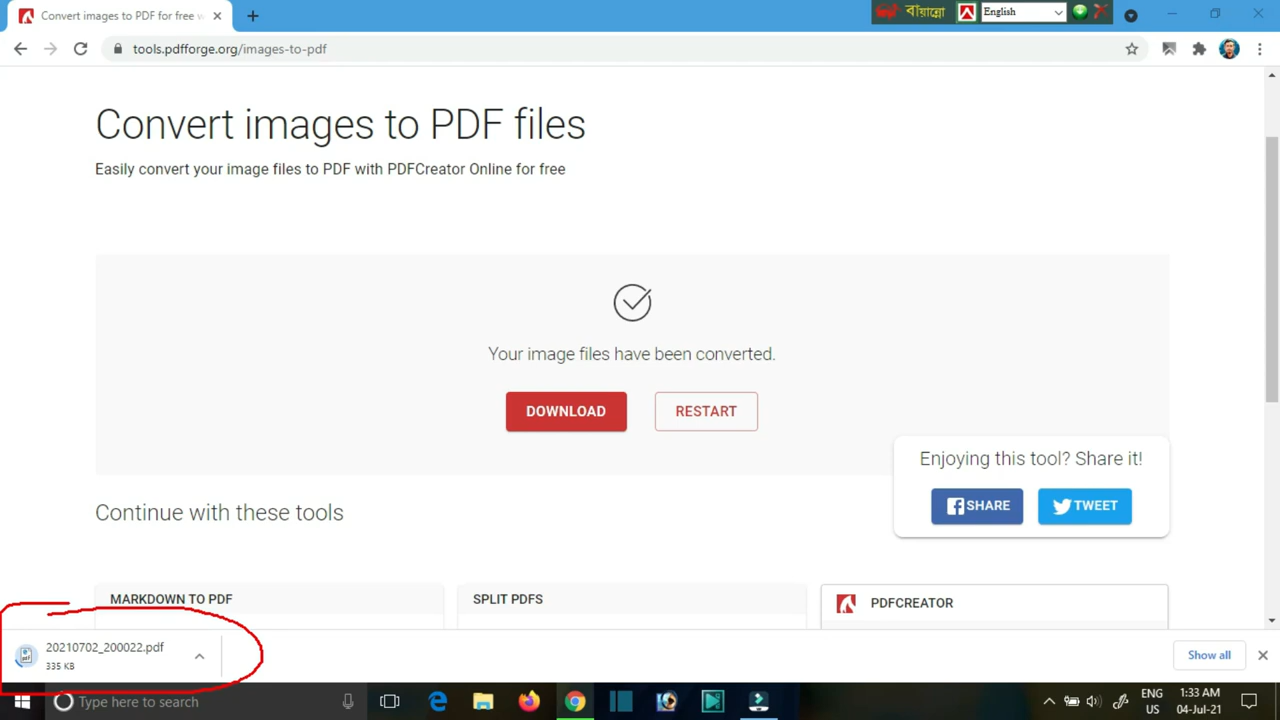 Convert images to PDF for free w
বায়ান্নো
English
tools.pdfforge.org/images-to-pdf
Convert images to PDF files
Easily convert your image files to PDF with PDFCreator Online for free
Your image files have been converted.
DOWNLOAD
RESTART
Enjoying this tool? Share it!
SHARE
TWEET
Continue with these tools
MARKDOWN TO PDF
SPLIT PDFS
PDFCREATOR
20210702_200022.pdf
335 KB
Show all
Type here to search
ENG
US
1:33 AM
04-Jul-21